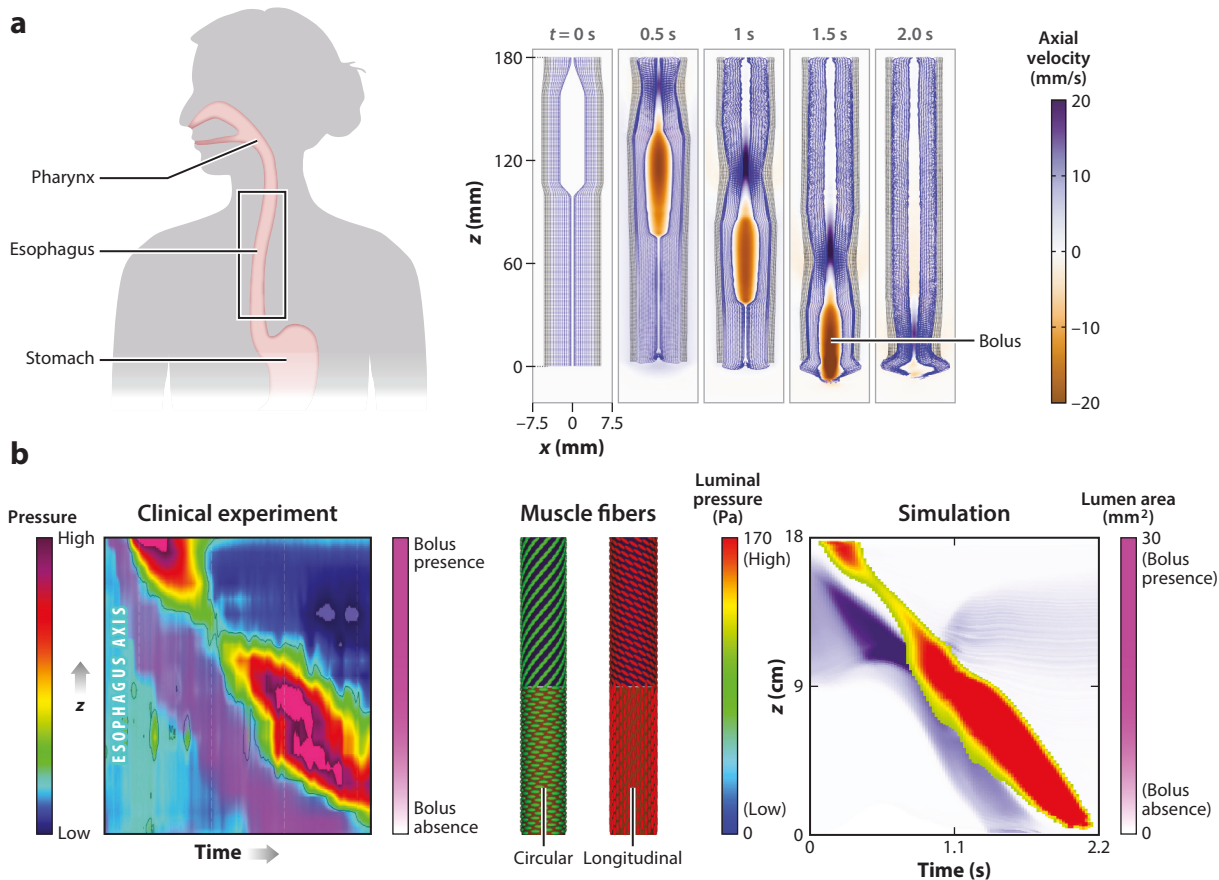 a
Pharynx
Esophagus
Stomach
t = 0 s
0.5 s
1 s
1.5 s
2.0 s
180
120
60
0
z (mm)
–7.5
0
7.5
x (mm)
Bolus
Axial
velocity
(mm/s)
20
10
0
–10
–20
b
Pressure
High
Low
z
Clinical experiment
ESOPHAGUS AXIS
Time
Bolus
presence
Bolus
absence
Muscle fibers
Circular
Longitudinal
Luminal
pressure
(Pa)
170
(High)
(Low)
0
Simulation
18
9
0
z (cm)
0
1.1
2.2
Time (s)
Lumen area
(mm²)
30
(Bolus
presence)
(Bolus
absence)
0